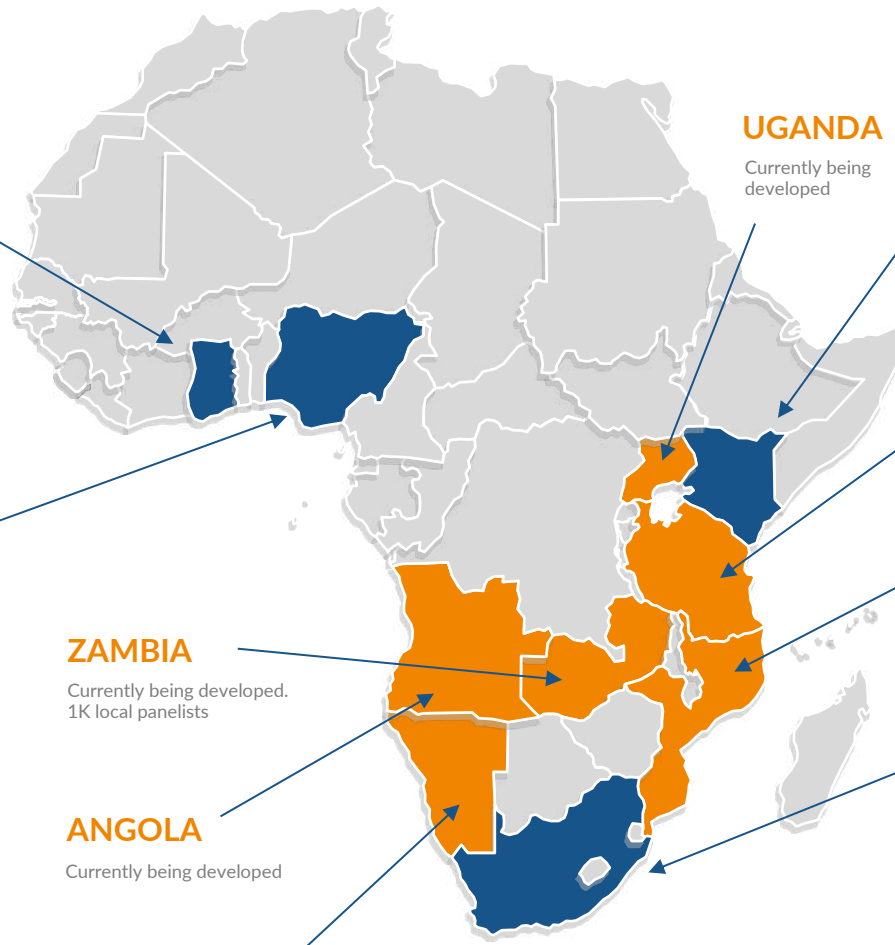 UGANDA
Currently being
developed
ZAMBIA
Currently being developed.
1K local panelists
ANGOLA
Currently being developed